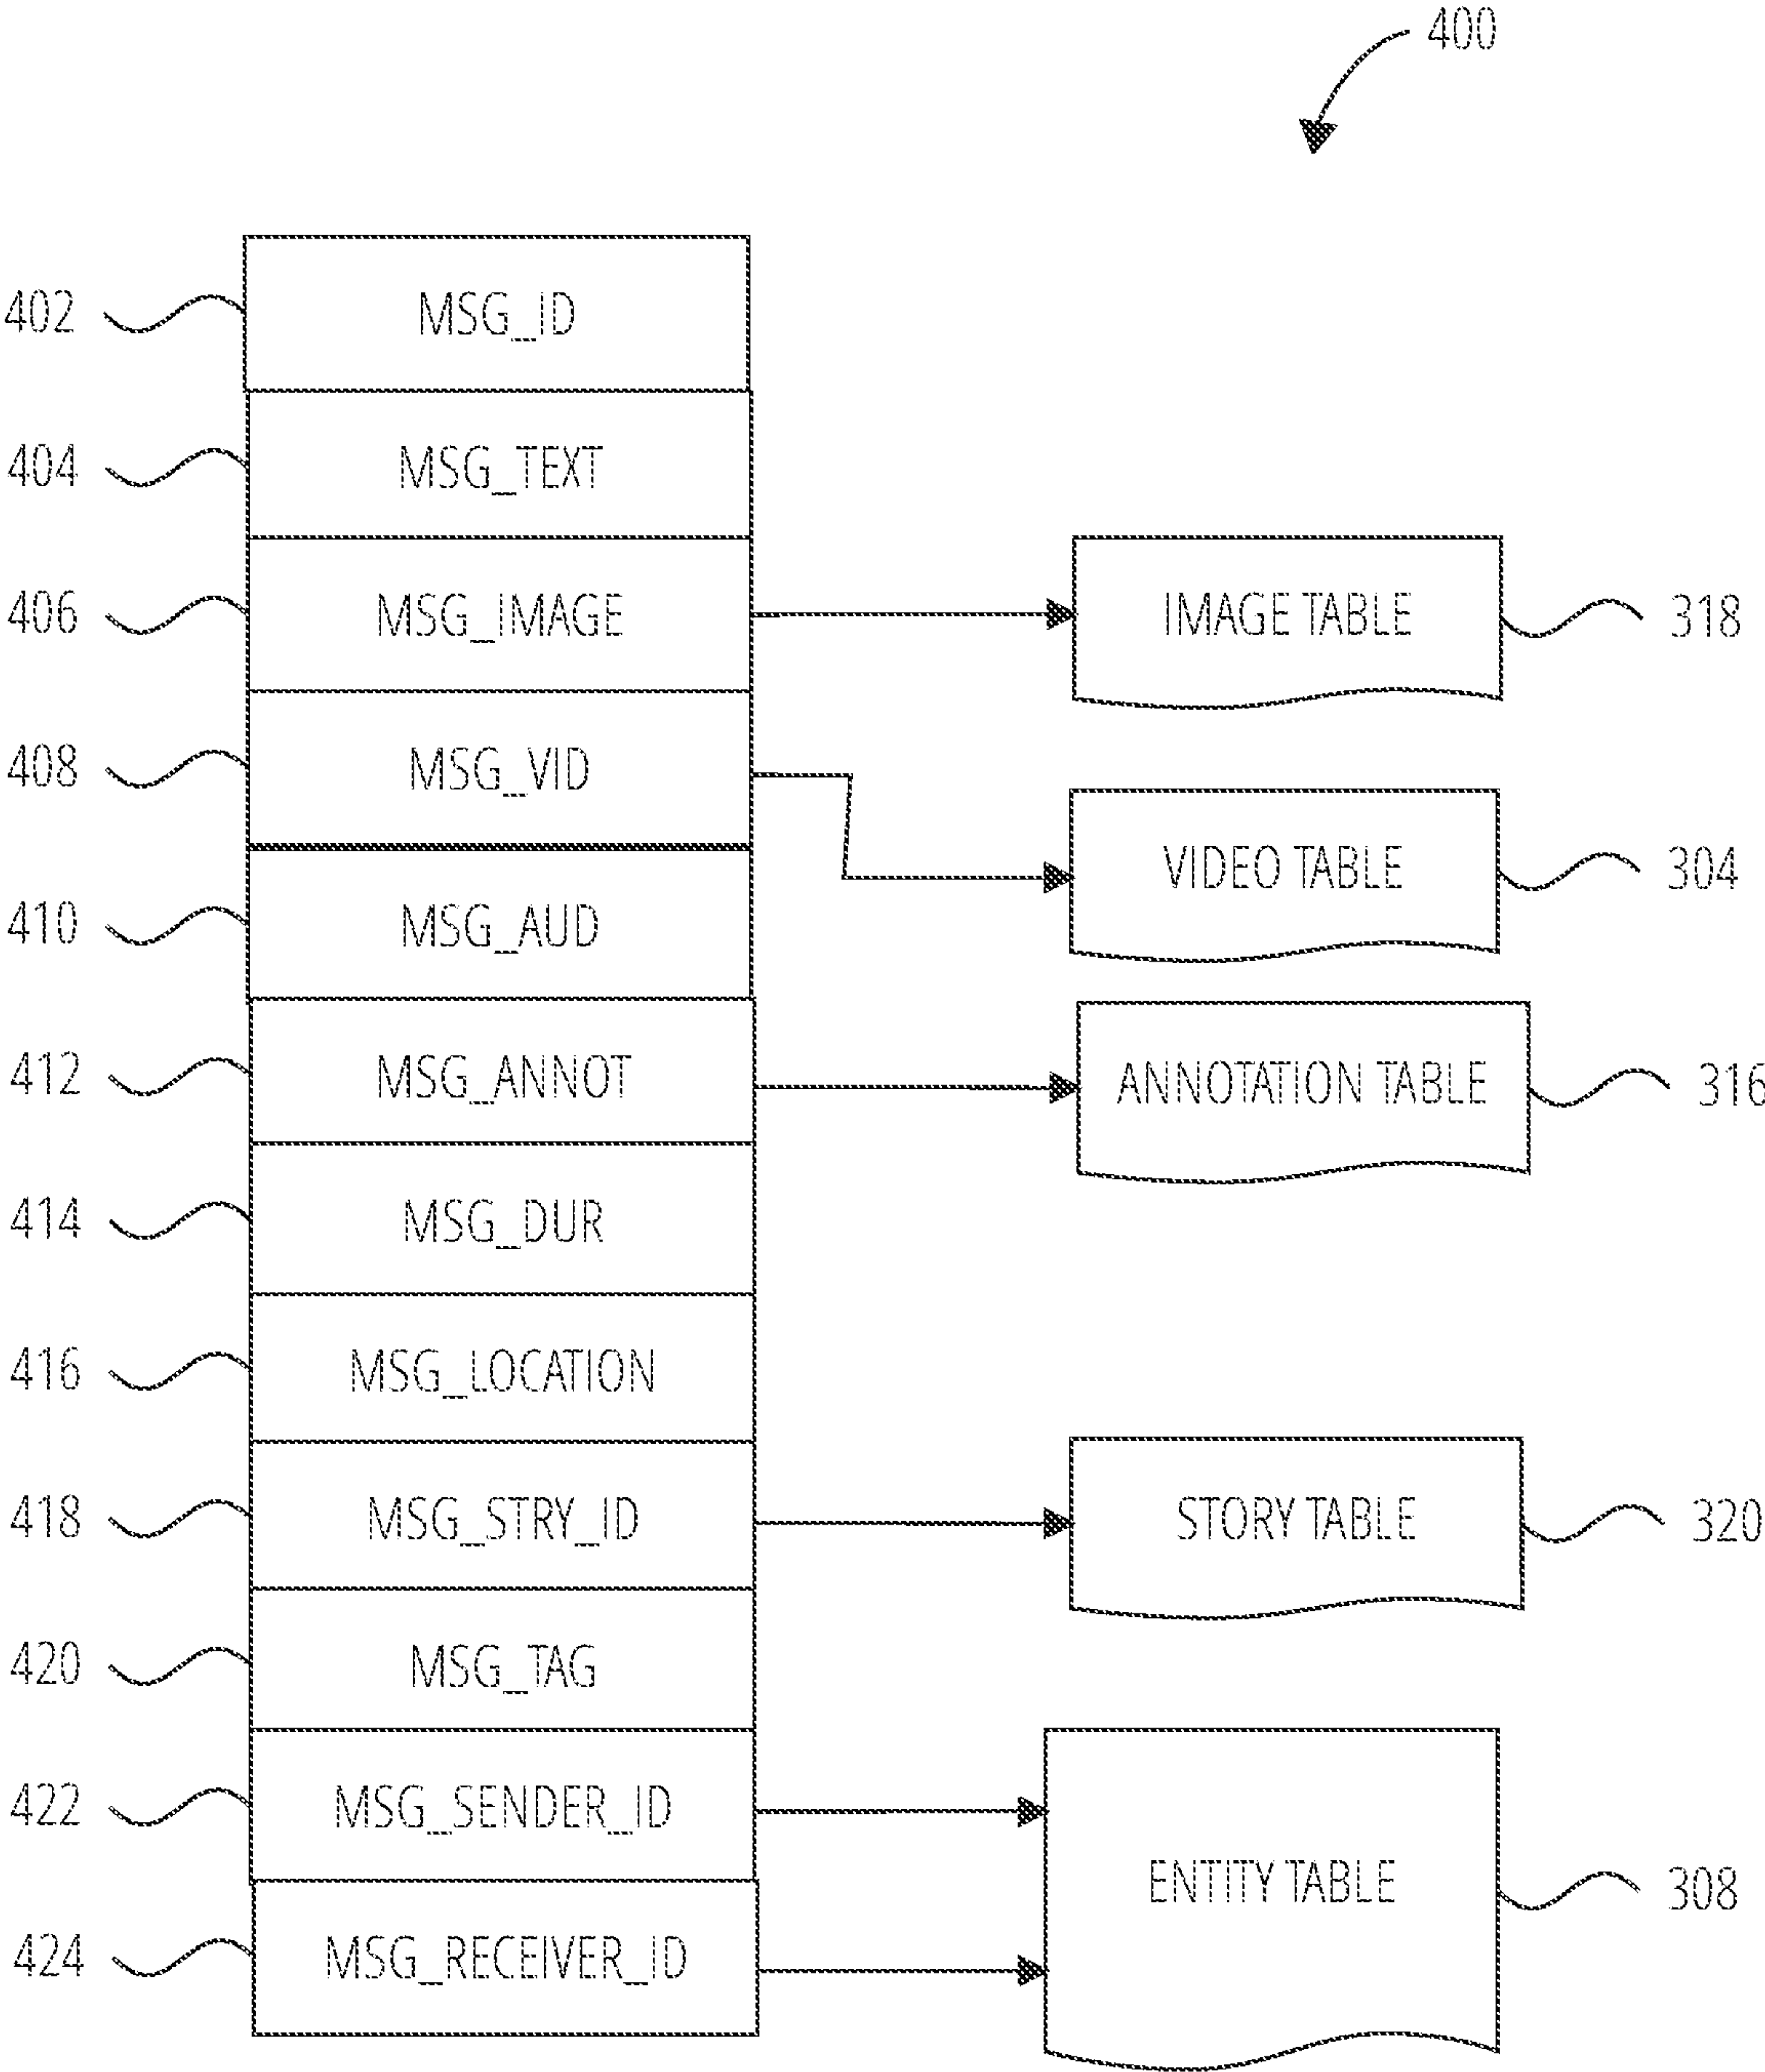 400
402 MSG_ID
404 MSG_TEXT
406 MSG_IMAGE IMAGE TABLE 318
408 MSG_VID
VIDEO TABLE 304
410 MSG_AUD
412 MSG_ANNOT ANNOTATION TABLE 316
414 MSG_DUR
416 MSG_LOCATION
418 MSG_STRY_ID STORY TABLE 320
420 MSG_TAG
422 MSG_SENDER_ID
ENTITY TABLE 308
424 MSG_RECEIVER_ID